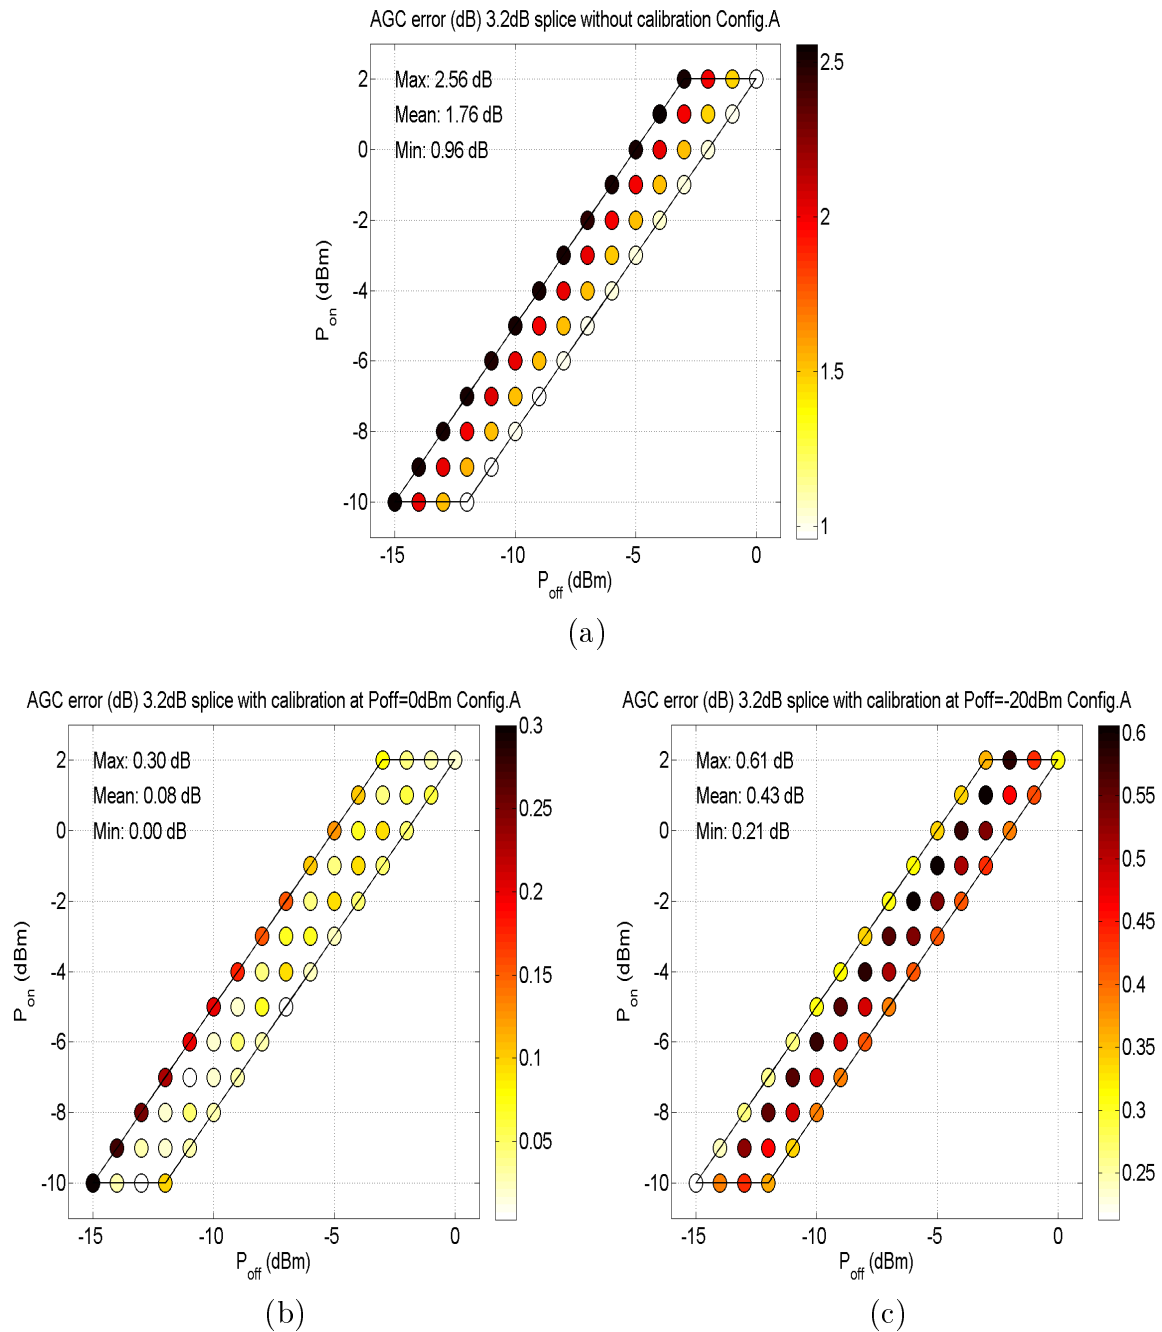 AGC error (dB) 3.2dB splice without calibration Config.A
Max: 2.56 dB
Mean: 1.76 dB
Min: 0.96 dB
2
0
-2
-4
-6
-8
-10
P_on (dBm)
-15 -10 -5 0
P_off (dBm)
2.5
2
1.5
1
(a)
AGC error (dB) 3.2dB splice with calibration at Poff=0dBm Config.A
Max: 0.30 dB
Mean: 0.08 dB
Min: 0.00 dB
2
0
-2
-4
-6
-8
-10
P_on (dBm)
-15 -10 -5 0
P_off (dBm)
0.3
0.25
0.2
0.15
0.1
0.05
(b)
AGC error (dB) 3.2dB splice with calibration at Poff=-20dBm Config.A
Max: 0.61 dB
Mean: 0.43 dB
Min: 0.21 dB
2
0
-2
-4
-6
-8
-10
P_on (dBm)
-15 -10 -5 0
P_off (dBm)
0.6
0.55
0.5
0.45
0.4
0.35
0.3
0.25
(c)